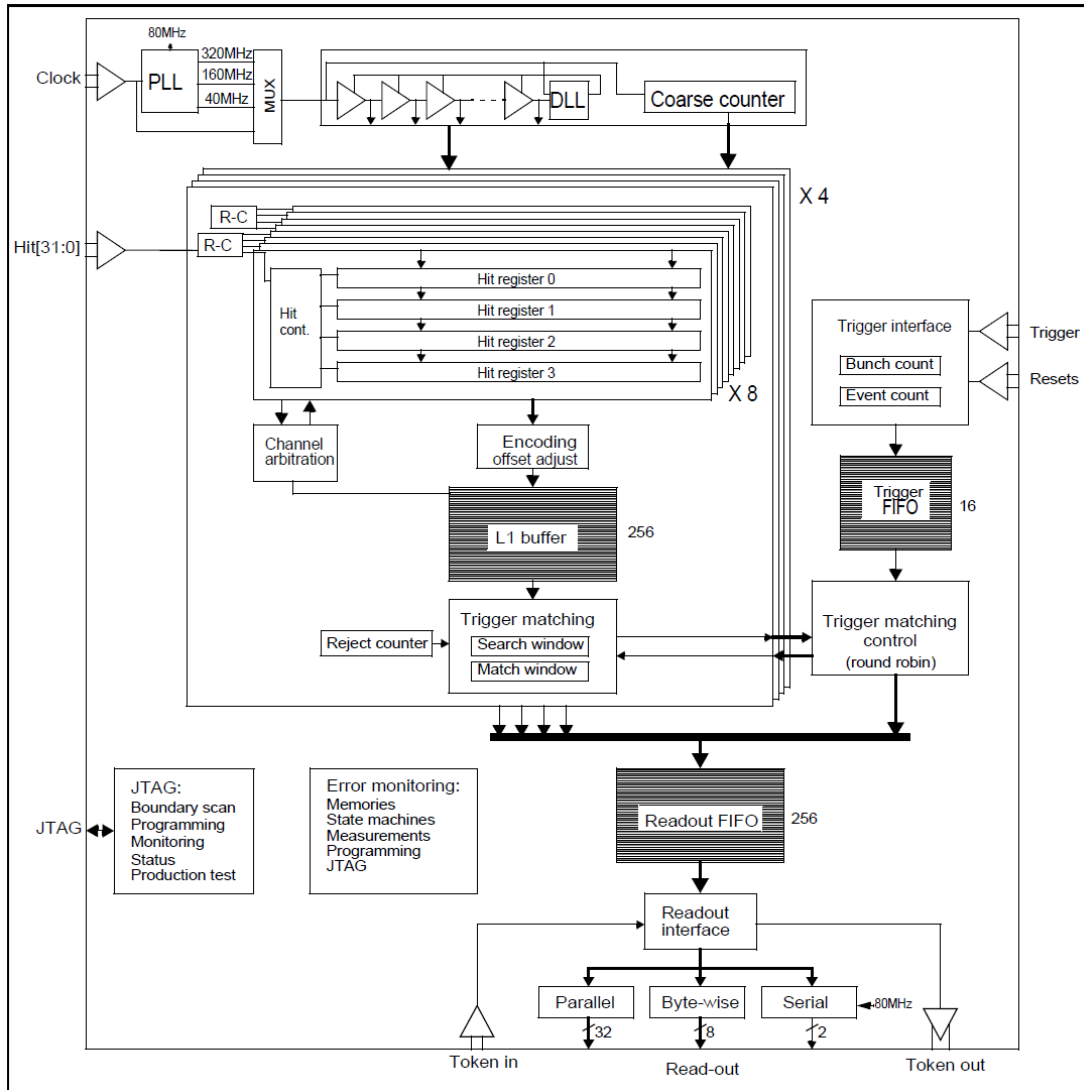 80MHz
Clock
PLL
320MHz
160MHz
40MHz
MUX
DLL
Coarse counter
X 4
Hit[31:0]
R-C
R-C
Hit
cont.
Hit register 0
Hit register 1
Hit register 2
Hit register 3
X 8
Trigger interface
Bunch count
Event count
Trigger
Resets
Channel
arbitration
Encoding
offset adjust
Trigger
FIFO
16
L1 buffer
256
Reject counter
Trigger matching
Search window
Match window
Trigger matching
control
(round robin)
JTAG
JTAG:
Boundary scan
Programming
Monitoring
Status
Production test
Error monitoring:
Memories
State machines
Measurements
Programming
JTAG
Readout FIFO
256
Readout
interface
Parallel
Byte-wise
Serial
80MHz
32
8
2
Token in
Read-out
Token out